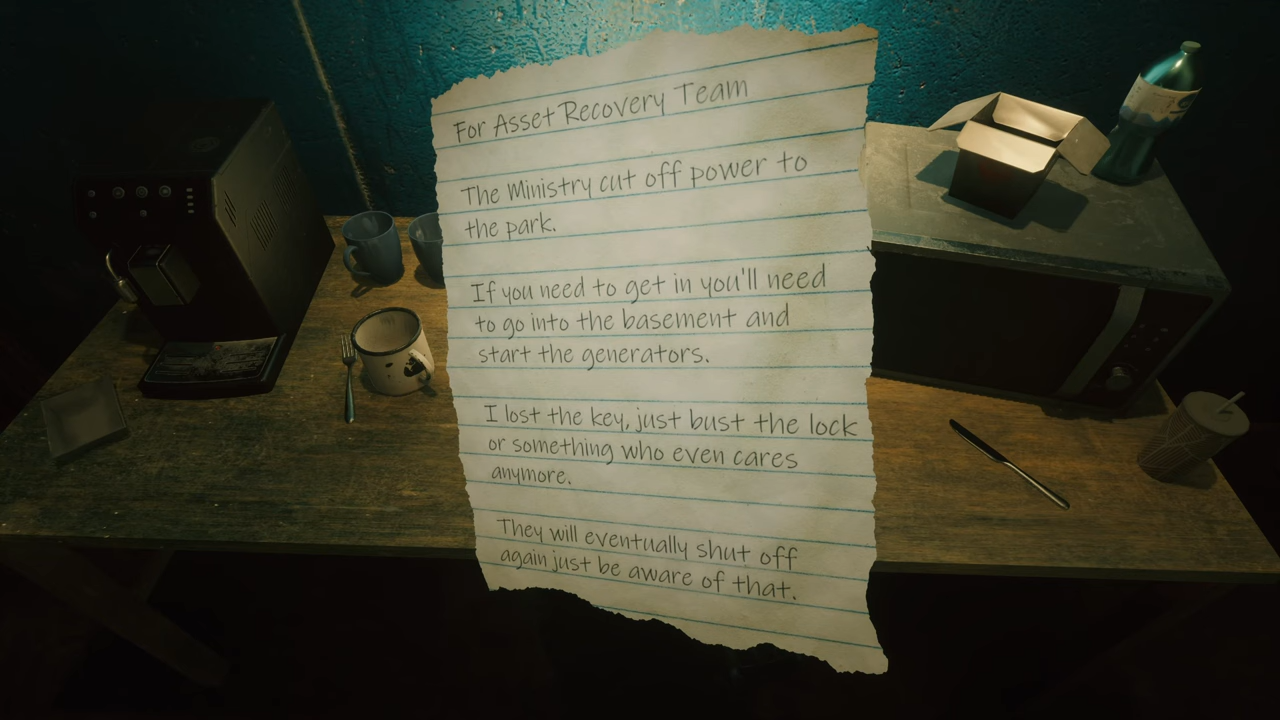 For Asset Recovery Team
The Ministry cut off power to
the park.
If you need to get in you'll need
to go into the basement and
start the generators.
I lost the key, just bust the lock
or something who even cares
anymore.
They will eventually shut off
again just be aware of that.